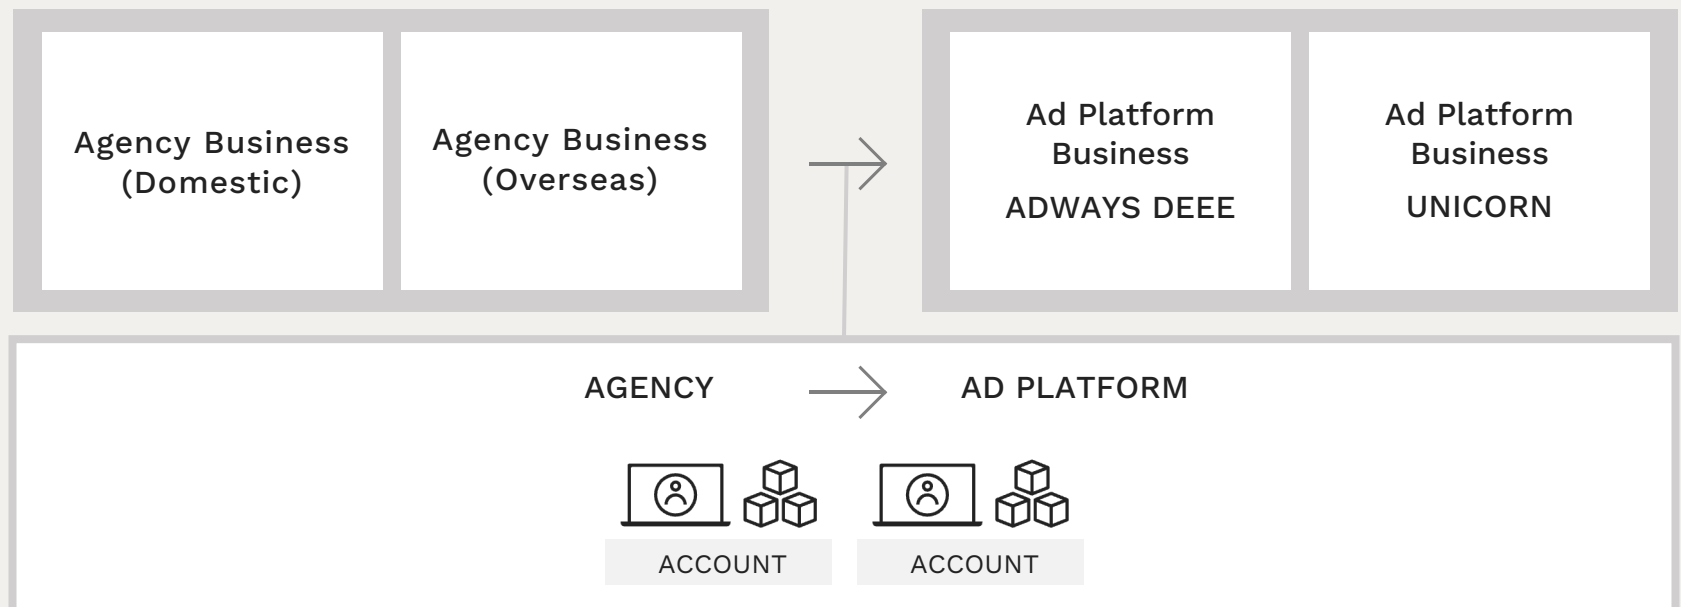 Agency Business
(Domestic)
Agency Business
(Overseas)
Ad Platform
Business
ADWAYS DEEE
Ad Platform
Business
UNICORN
AGENCY
AD PLATFORM
ACCOUNT
ACCOUNT